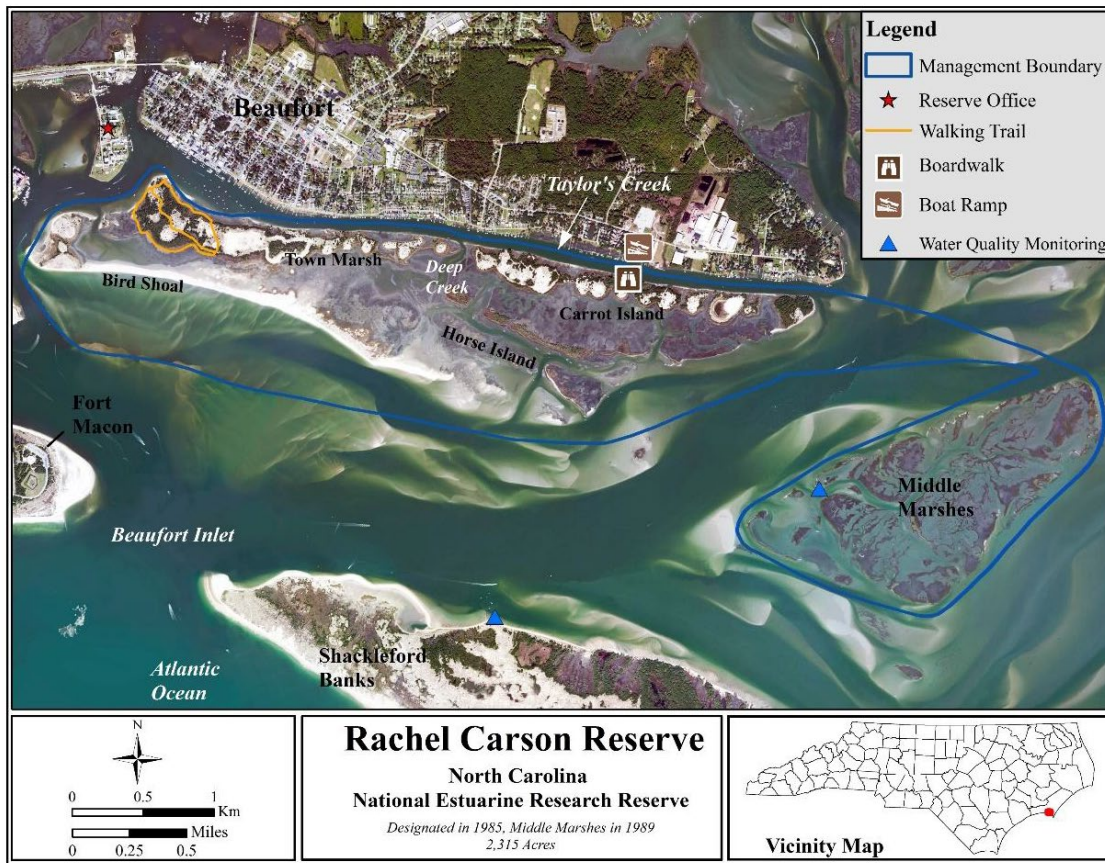 Legend
Management Boundary
Reserve Office
Walking Trail
Boardwalk
Boat Ramp
Water Quality Monitoring
Beaufort
Taylor's Creek
Town Marsh
Deep
Creek
Bird Shoal
Carrot Island
Horse Island
Fort
Macon
Middle
Marshes
Beaufort Inlet
Shackleford
Banks
Atlantic
Ocean
N
0 0.5 1
Km
Miles
0 0.25 0.5
Rachel Carson Reserve
North Carolina
National Estuarine Research Reserve
Designated in 1985, Middle Marshes in 1989
2,315 Acres
Vicinity Map